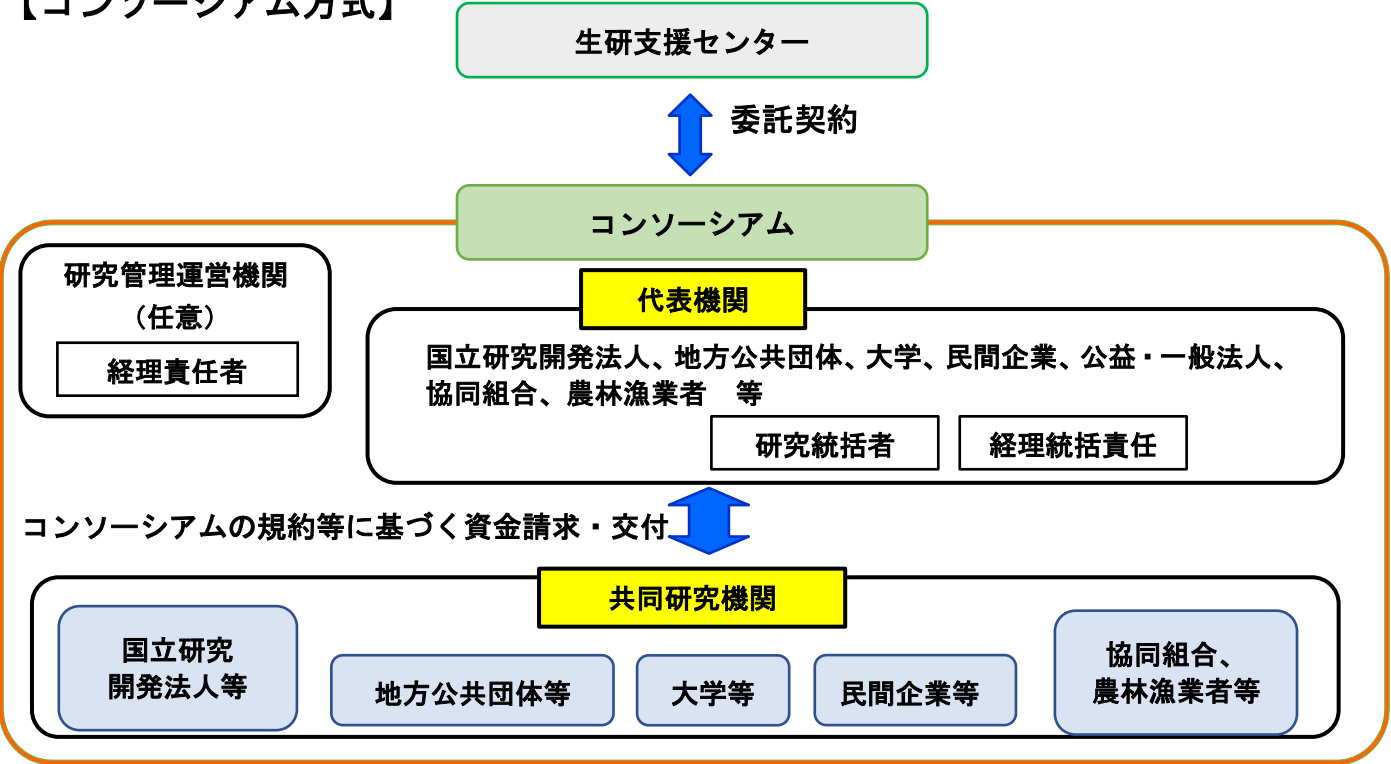 【コンソーシアム方式】
生研支援センター
委託契約
コンソーシアム
研究管理運営機関
（任意）
経理責任者
代表機関
国立研究開発法人、地方公共団体、大学、民間企業、公益・一般法人、
協同組合、農林漁業者　等
研究統括者
経理統括責任
コンソーシアムの規約等に基づく資金請求・交付
共同研究機関
国立研究
開発法人等
地方公共団体等
大学等
民間企業等
協同組合、
農林漁業者等